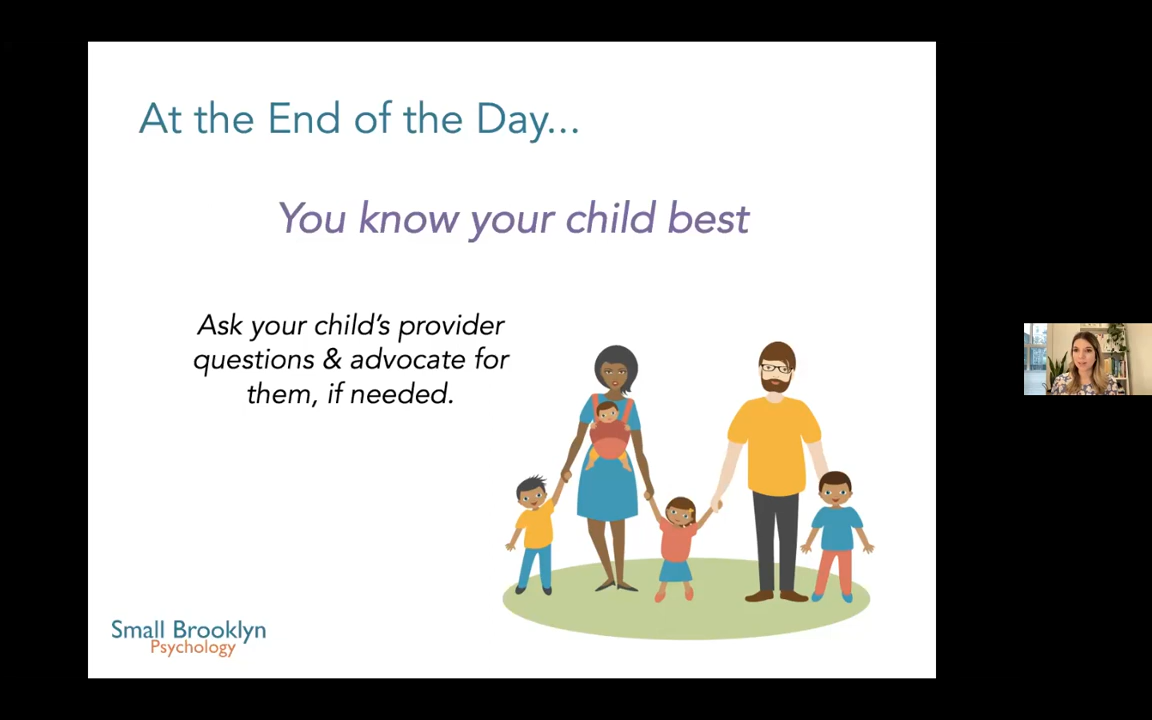 At the End of the Day...
You know your child best
Ask your child’s provider
questions & advocate for
them, if needed.
Small Brooklyn
Psychology